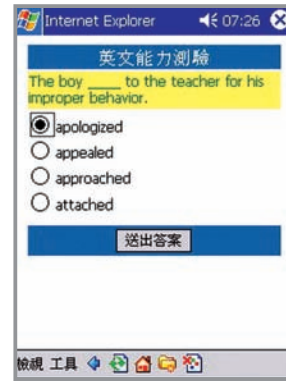 Internet Explorer 07:26
英文能力測驗
The boy ____ to the teacher for his
improper behavior.
apologized
appealed
approached
attached
送出答案
檢視 工具